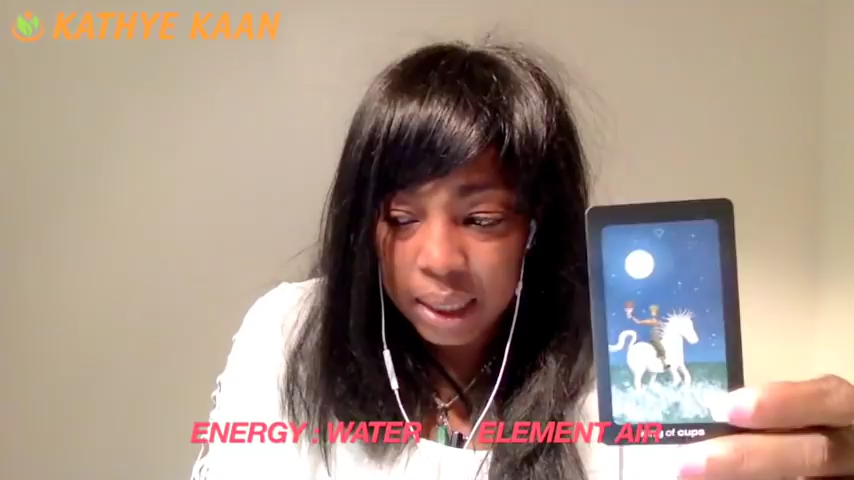 KATHYE KAAN
ENERGY : WATER ELEMENT AIR
of cups